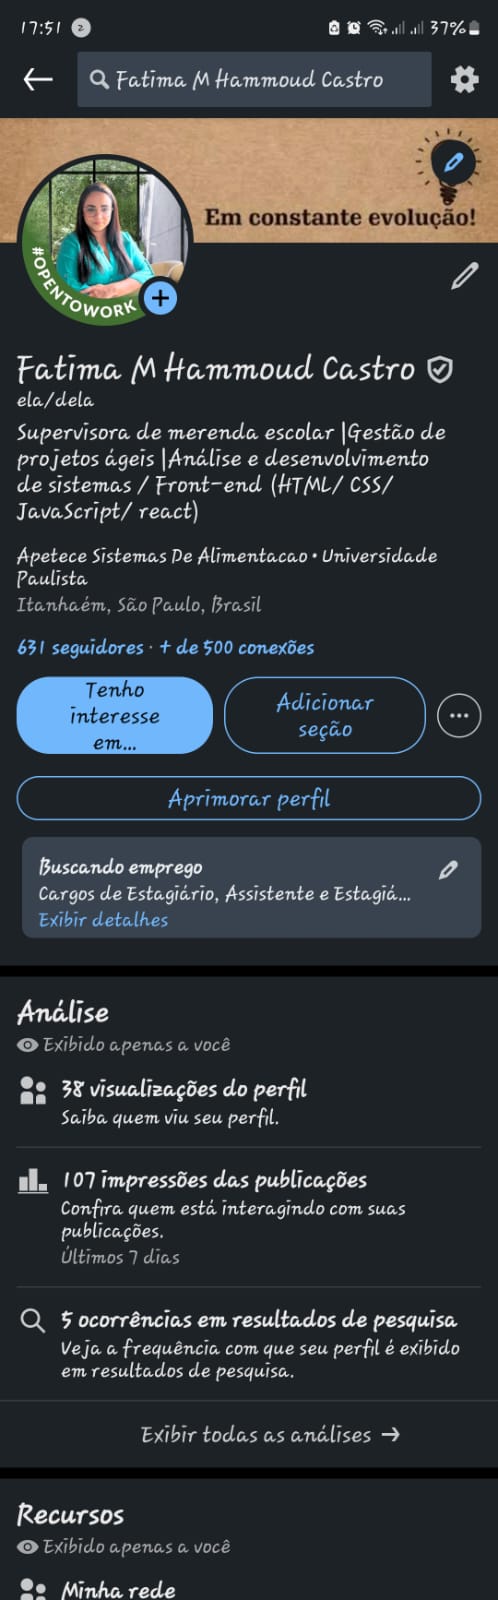 17:51 2 37%
Fatima M Hammoud Castro
Em constante evolução!
#OPENTOWORK
Fatima M Hammoud Castro
ela/dela
Supervisora de merenda escolar |Gestão de
projetos ágeis |Análise e desenvolvimento
de sistemas / Front-end (HTML/ CSS/
JavaScript/ react)
Apetece Sistemas De Alimentacao • Universidade
Paulista
Itanhaém, São Paulo, Brasil
631 seguidores · + de 500 conexões
Tenho
interesse
em...
Adicionar
seção
Aprimorar perfil
Buscando emprego
Cargos de Estagiário, Assistente e Estagiá...
Exibir detalhes
Análise
Exibido apenas a você
38 visualizações do perfil
Saiba quem viu seu perfil.
107 impressões das publicações
Confira quem está interagindo com suas
publicações.
Últimos 7 dias
5 ocorrências em resultados de pesquisa
Veja a frequência com que seu perfil é exibido
em resultados de pesquisa.
Exibir todas as análises →
Recursos
Exibido apenas a você
Minha rede